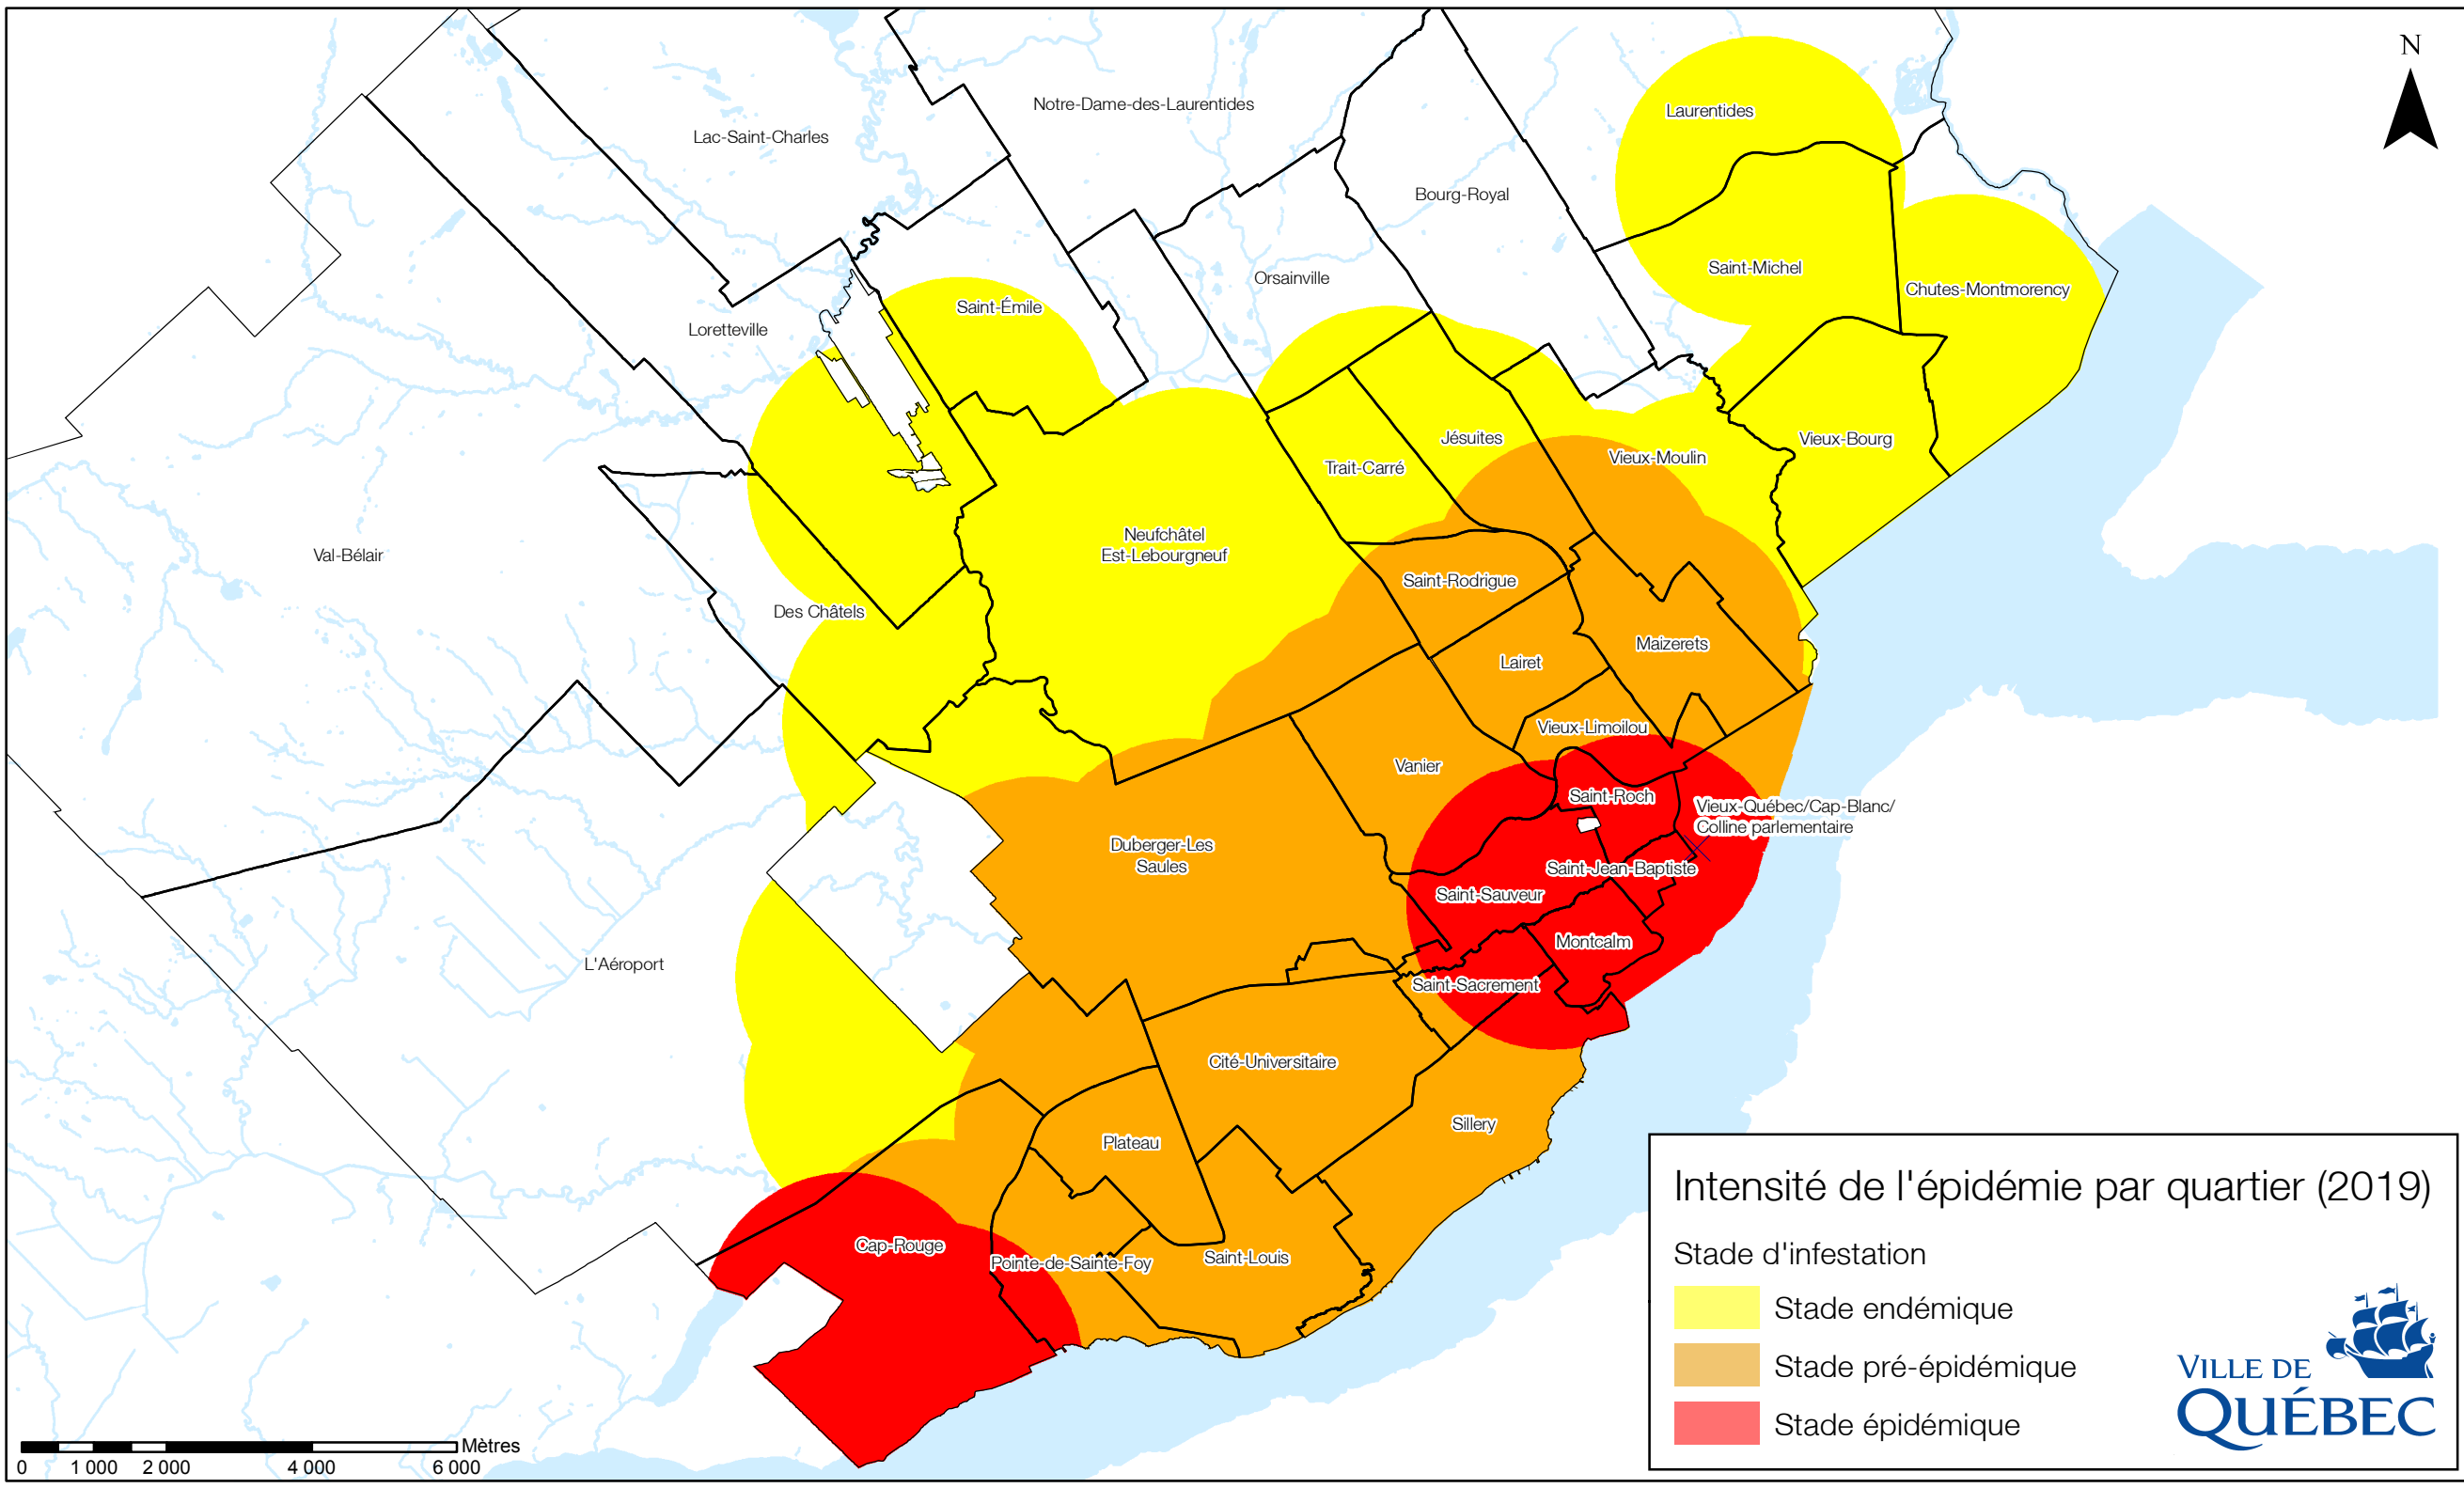 N
Laurentides
Notre-Dame-des-Laurentides
Lac-Saint-Charles
Bourg-Royal
Saint-Michel
Orsainville
Chutes-Montmorency
Saint-Émile
Loretteville
Jésuites
Vieux-Bourg
Vieux-Moulin
Trait-Carré
Neufchâtel
Est-Lebourgneuf
Val-Bélair
Saint-Rodrigue
Des Châtels
Maizerets
Lairet
Vieux-Limoilou
Vanier
Saint-Roch
Vieux-Québec/Cap-Blanc/
Colline parlementaire
Duberger-Les
Saules
Saint-Jean-Baptiste
Saint-Sauveur
Montcalm
L'Aéroport
Saint-Sacrement
Cité-Universitaire
Sillery
Plateau
Cap-Rouge
Saint-Louis
Pointe-de-Sainte-Foy
Intensité de l'épidémie par quartier (2019)
Stade d'infestation
Stade endémique
Stade pré-épidémique
Stade épidémique
VILLE DE
QUÉBEC
Mètres
0 1 000 2 000 4 000 6 000